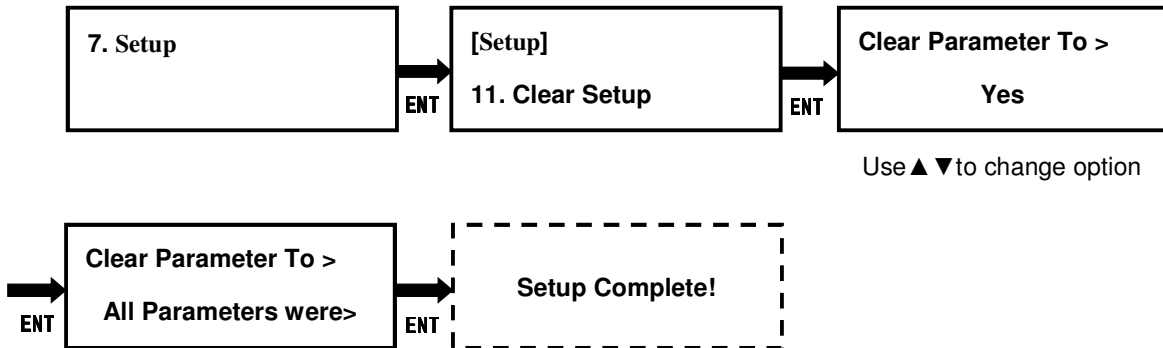 7. Setup
ENT
[Setup]
11. Clear Setup
ENT
Clear Parameter To >
Yes
Use▲▼to change option
ENT
Clear Parameter To >
All Parameters were>
ENT
Setup Complete!